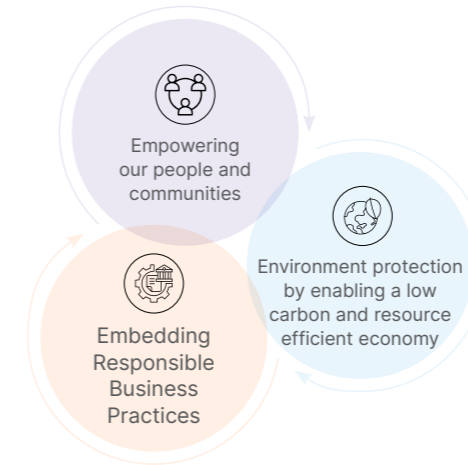 Empowering
our people and
communities
Environment protection
by enabling a low
carbon and resource
efficient economy
Embedding
Responsible
Business
Practices